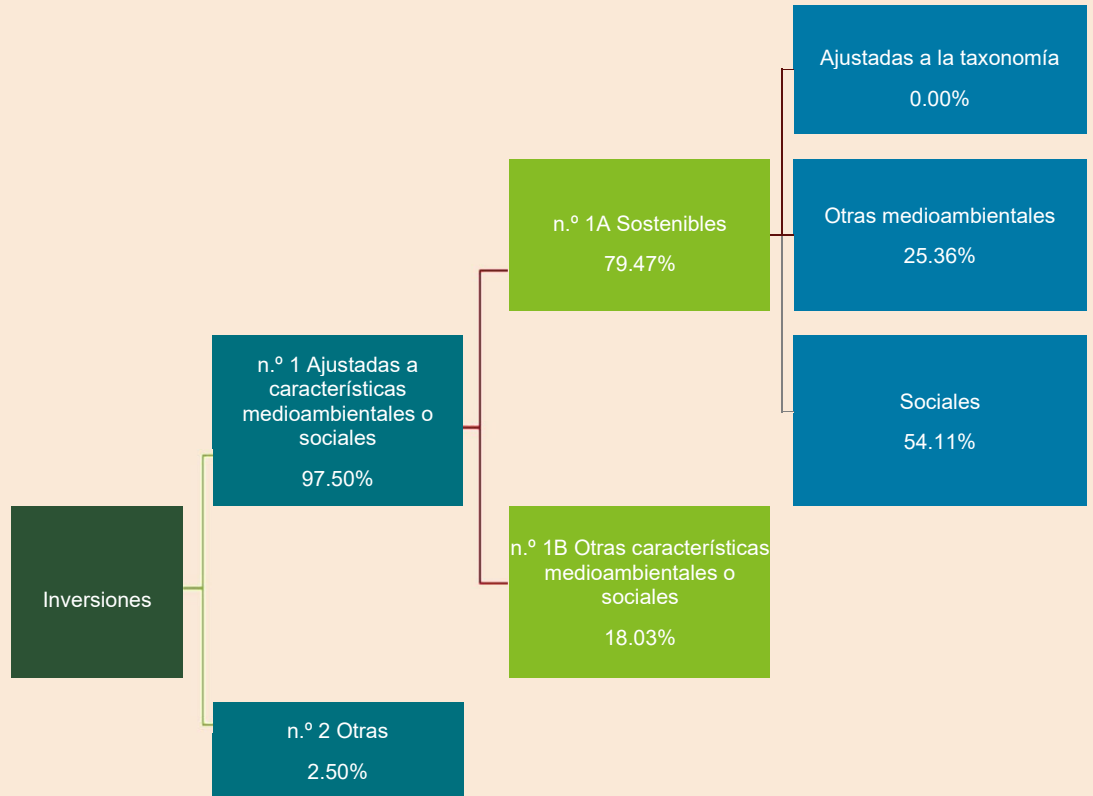 Ajustadas a la taxonomía
0.00%
n.º 1A Sostenibles
79.47%
Otras medioambientales
25.36%
n.º 1 Ajustadas a
características
medioambientales o
sociales
97.50%
Sociales
54.11%
Inversiones
n.º 1B Otras características
medioambientales o
sociales
18.03%
n.º 2 Otras
2.50%